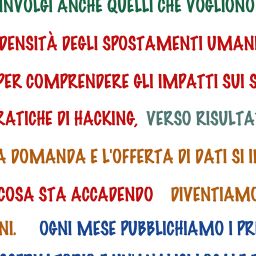 INVOLGI ANCHE QUELLI CHE VOGLIONO
DENSITÀ DEGLI SPOSTAMENTI UMANI
PER COMPRENDERE GLI IMPATTI SUI S
RATICHE DI HACKING, VERSO RISULTA
A DOMANDA E L'OFFERTA DI DATI SI I
COSA STA ACCADENDO DIVENTIAMO
NI. OGNI MESE PUBBLICHIAMO I PR